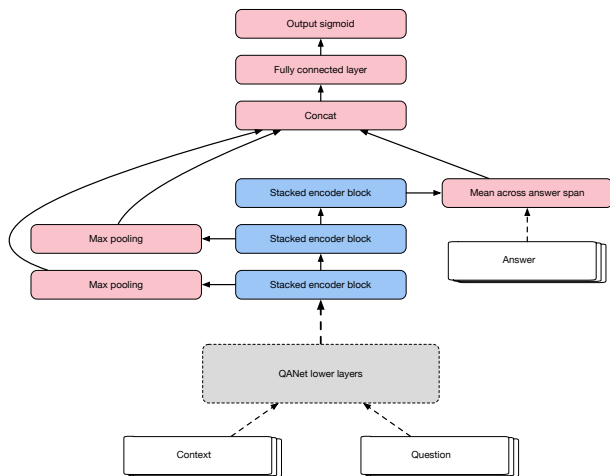 Output sigmoid
Fully connected layer
Concat
Stacked encoder block
Mean across answer span
Max pooling
Stacked encoder block
Answer
Max pooling
Stacked encoder block
QANet lower layers
Context
Question